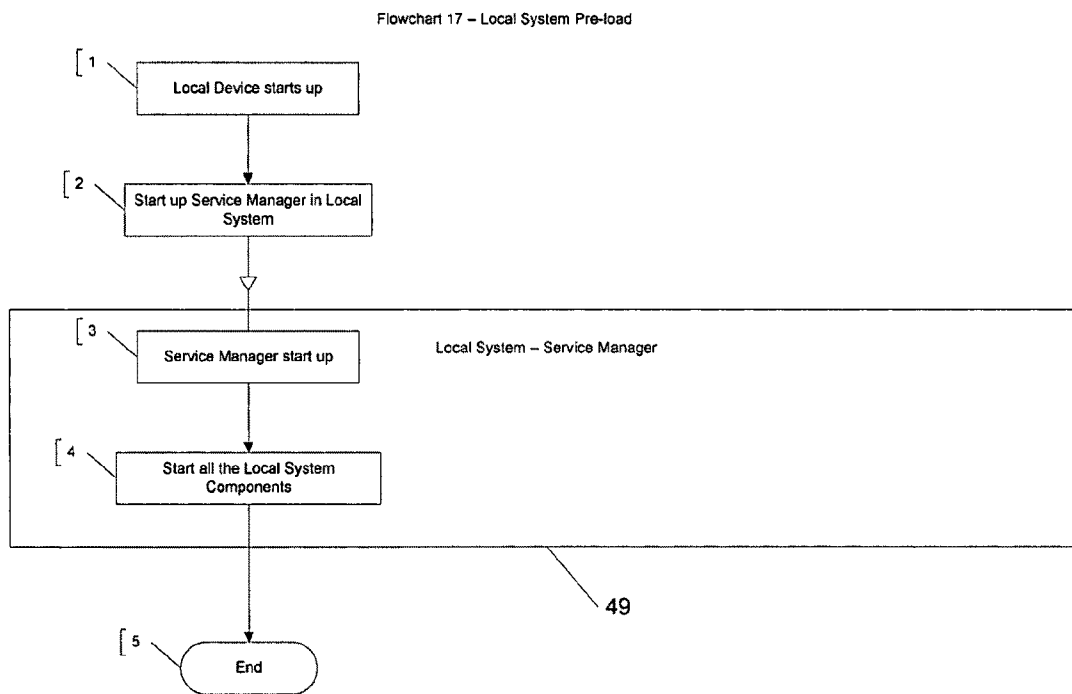 Flowchart 17 – Local System Pre-load
[ 1
Local Device starts up
[ 2
Start up Service Manager in Local
System
[ 3
Service Manager start up
Local System – Service Manager
[ 4
Start all the Local System
Components
49
[ 5
End